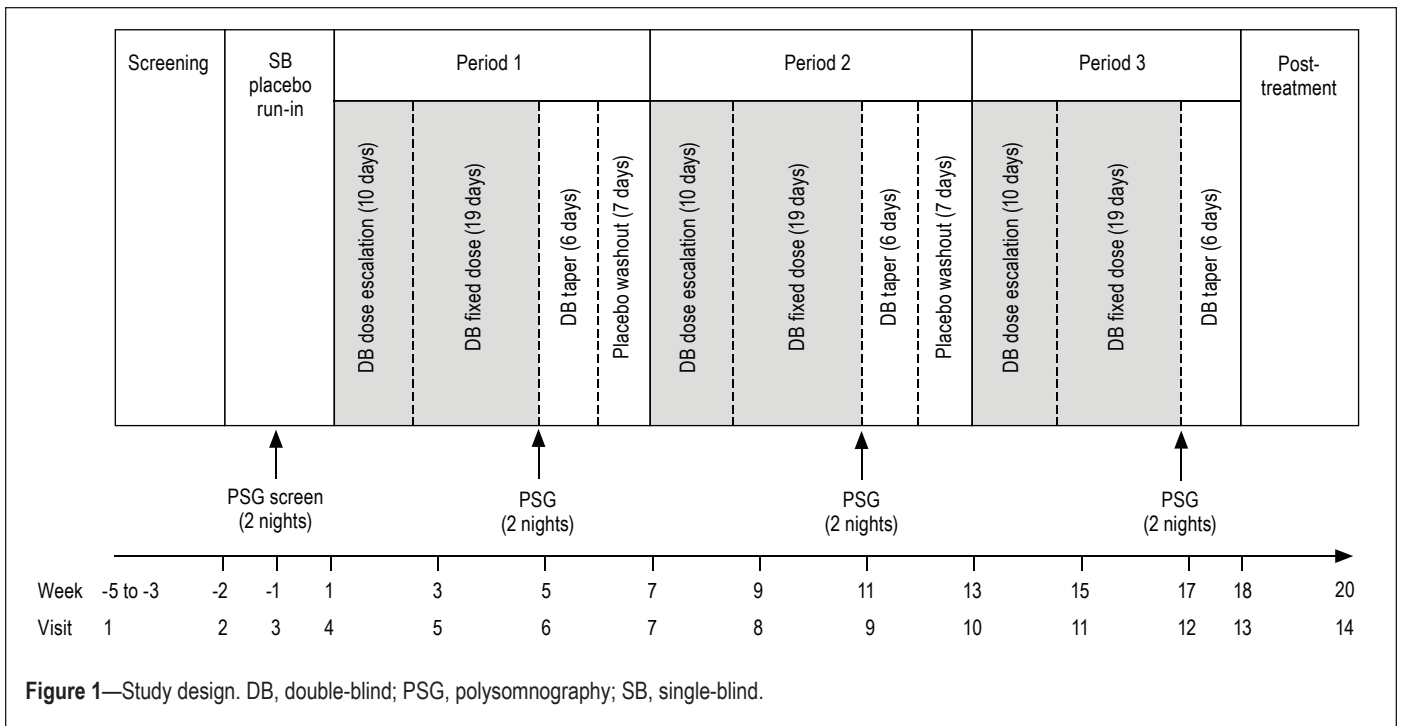 Screening
SB
placebo
run-in
Period 1
Period 2
Period 3
Post-
treatment
DB dose escalation (10 days)
DB fixed dose (19 days)
DB taper (6 days)
Placebo washout (7 days)
DB dose escalation (10 days)
DB fixed dose (19 days)
DB taper (6 days)
Placebo washout (7 days)
DB dose escalation (10 days)
DB fixed dose (19 days)
DB taper (6 days)
PSG screen
(2 nights)
PSG
(2 nights)
PSG
(2 nights)
PSG
(2 nights)
Week -5 to -3 -2 -1 1 3 5 7 9 11 13 15 17 18 20
Visit 1 2 3 4 5 6 7 8 9 10 11 12 13 14
Figure 1—Study design. DB, double-blind; PSG, polysomnography; SB, single-blind.